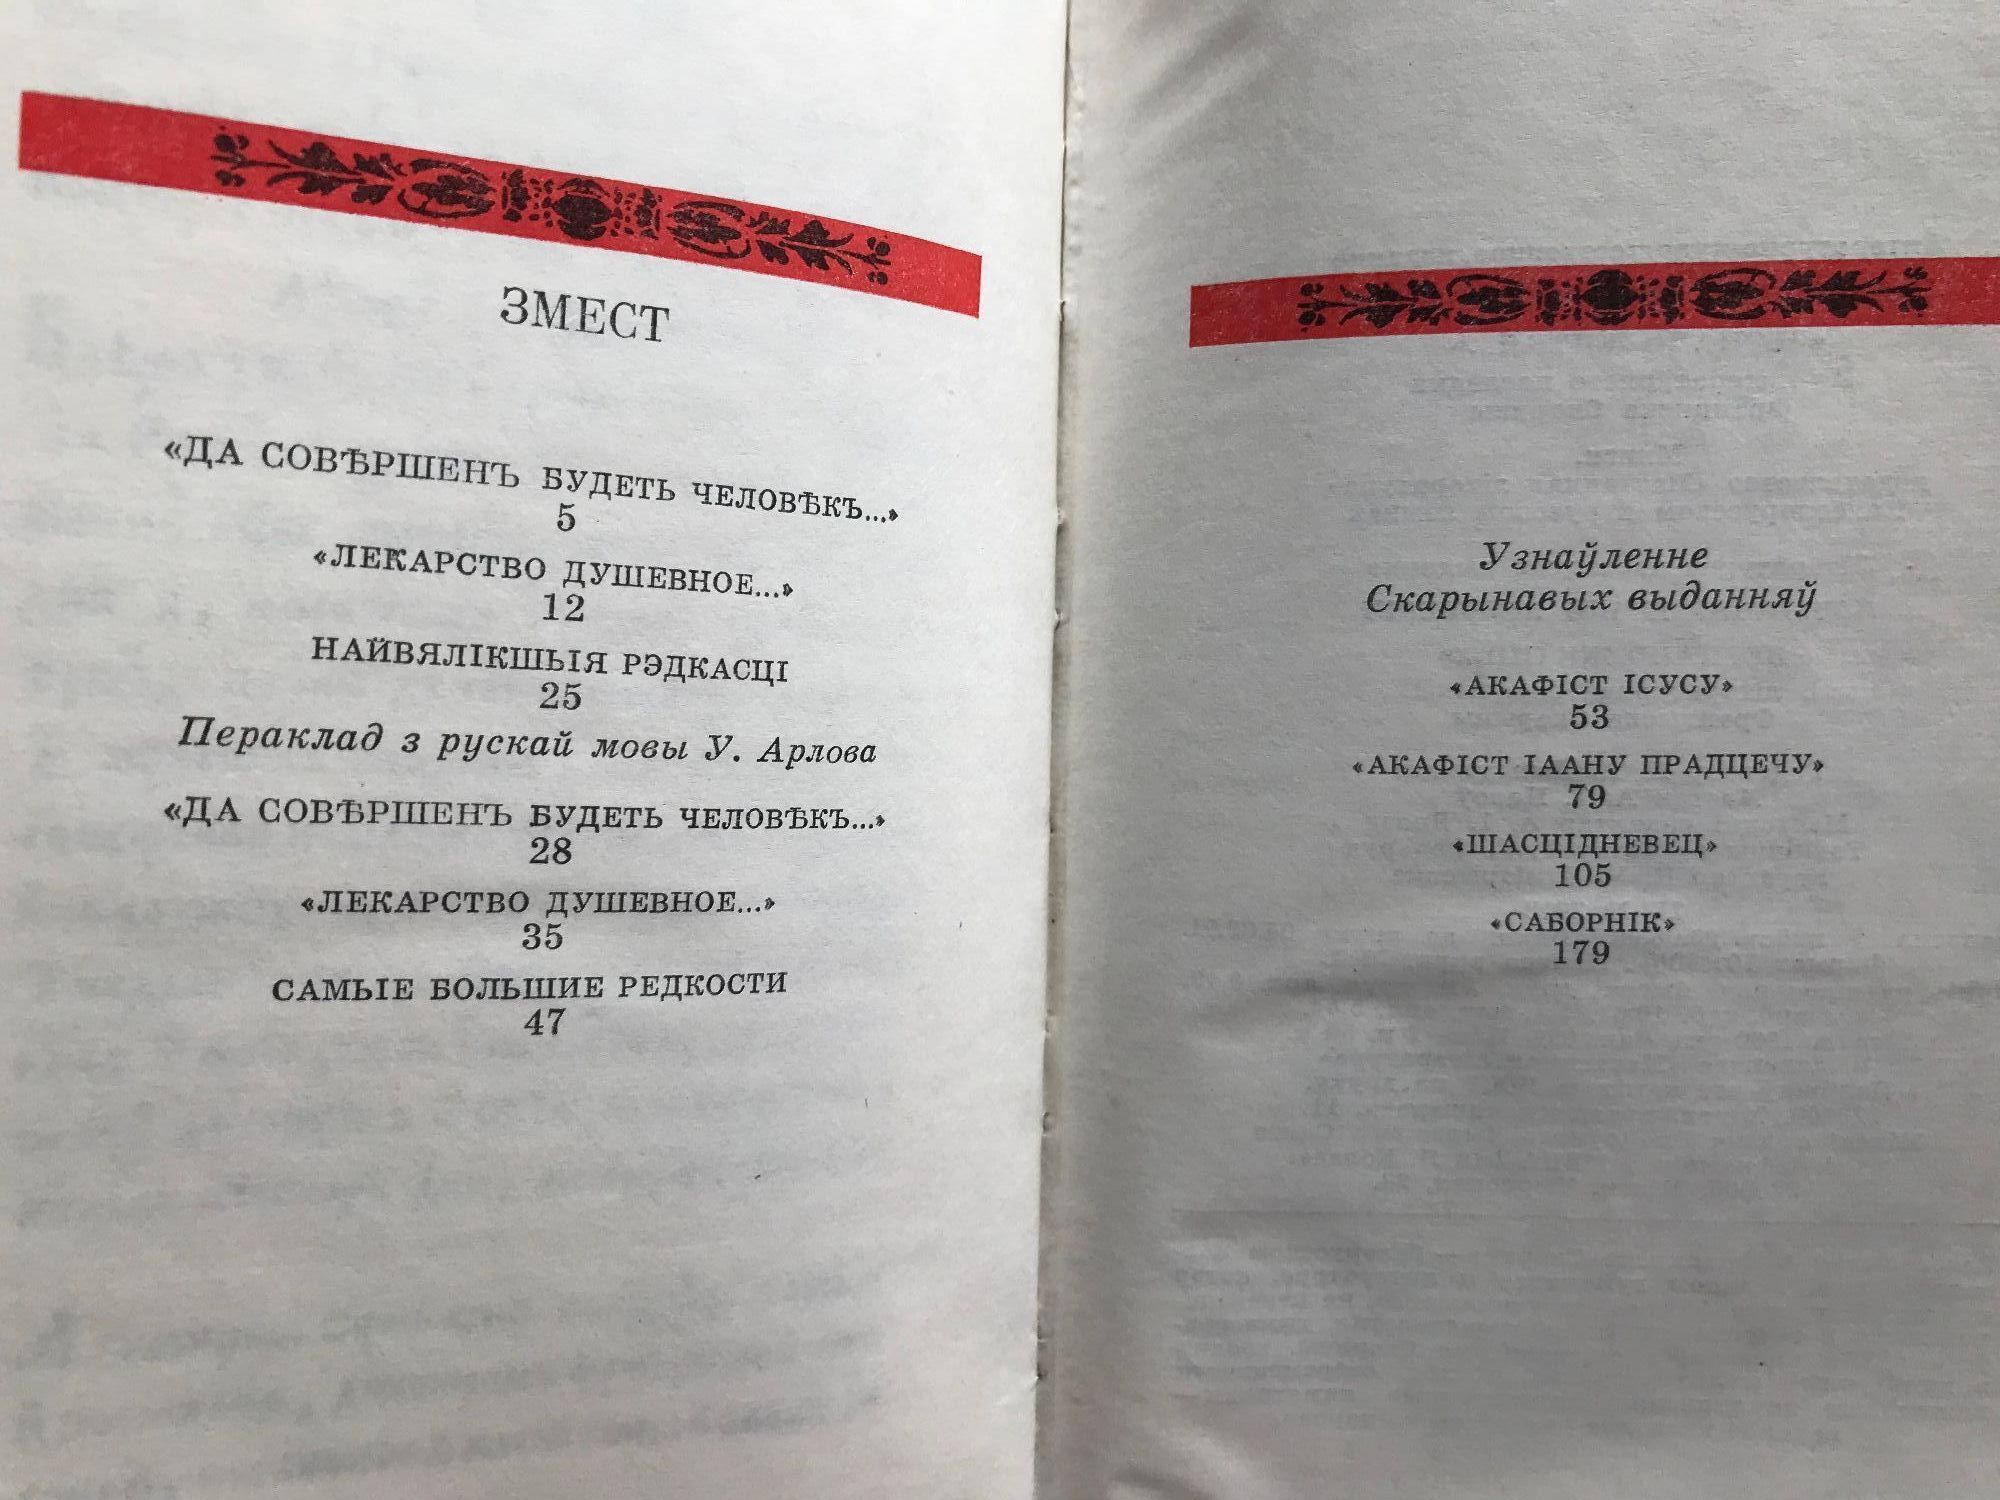 ЗМЕСТ
«ДА СОВѢРШЕНЪ БУДЕТЬ ЧЕЛОВѢКЪ...»
5
«ЛЕКАРСТВО ДУШЕВНОЕ...»
12
НАЙВЯЛІКШЫЯ РЭДКАСЦІ
25
Пераклад з рускай мовы У. Арлова
«ДА СОВѢРШЕНЪ БУДЕТЬ ЧЕЛОВѢКЪ...»
28
«ЛЕКАРСТВО ДУШЕВНОЕ...»
35
САМЫЕ БОЛЬШИЕ РЕДКОСТИ
47
Узнаўленне
Скарынавых выданняў
«АКАФІСТ ІСУСУ»
53
«АКАФІСТ ІААНУ ПРАДЦЕЧУ»
79
«ШАСЦІДНЕВЕЦ»
105
«САБОРНІК»
179